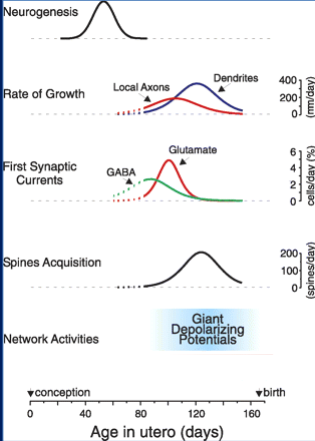 Neurogenesis
Rate of Growth
Local Axons
Dendrites
400
200
0
(mm/day)
First Synaptic
Currents
GABA
Glutamate
6
4
2
0
cells/day (%)
Spines Acquisition
200
100
0
(spines/day)
Network Activities
Giant
Depolarizing
Potentials
conception
birth
0 40 80 120 160
Age in utero (days)